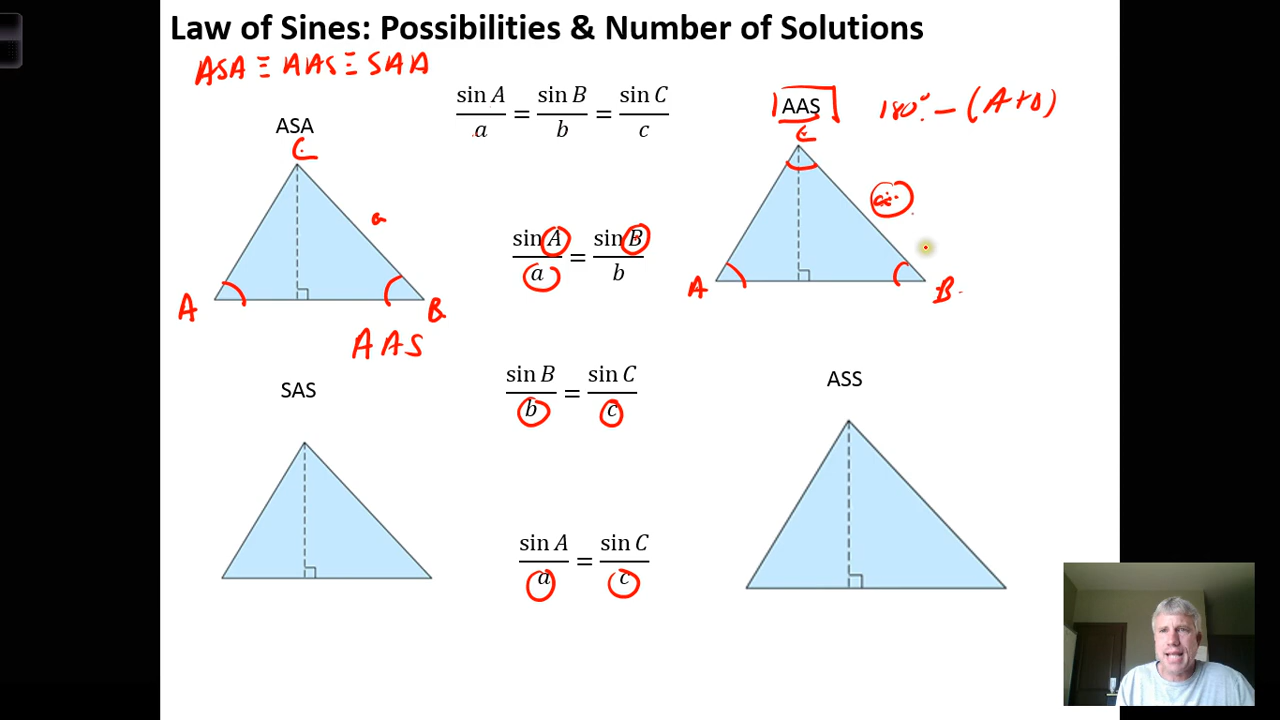 Law of Sines: Possibilities & Number of Solutions
ASA ≡ AAS ≡ SAA
sin A / a = sin B / b = sin C / c
AAS
180° - (A+B)
ASA
C
C
a
a
sin A / a = sin B / b
A
B
A
B
AAS
SAS
sin B / b = sin C / c
ASS
sin A / a = sin C / c